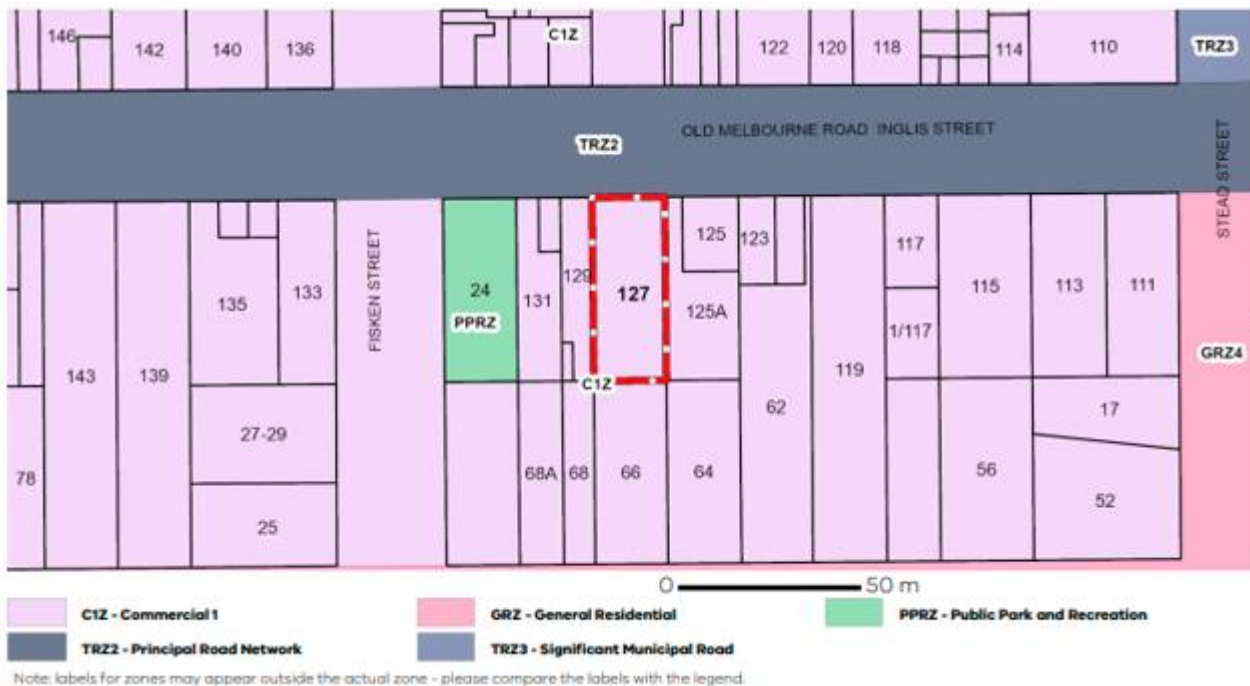 146
142
140
136
C1Z
122
120
118
114
110
TRZ3
OLD MELBOURNE ROAD INGLIS STREET
TRZ2
STEAD STREET
FISKEN STREET
24
PPRZ
131
129
127
125
125A
123
119
117
1/117
115
113
111
GRZ4
135
133
143
139
C1Z
27-29
25
78
68A
68
66
64
62
56
17
52
0 50 m
C1Z - Commercial 1
GRZ - General Residential
PPRZ - Public Park and Recreation
TRZ2 - Principal Road Network
TRZ3 - Significant Municipal Road
Note: labels for zones may appear outside the actual zone - please compare the labels with the legend.